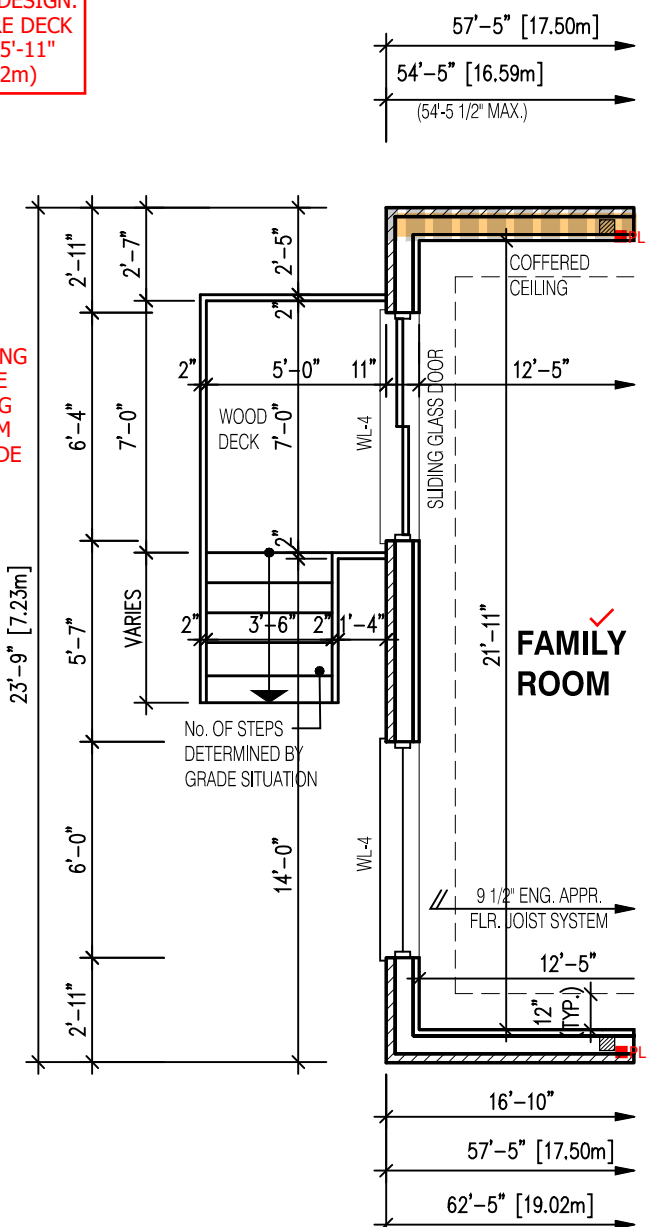 DESIGN.
RE DECK
5'-11"
2m)
57'-5" [17.50m]
54'-5" [16.59m]
(54'-5 1/2" MAX.)
2'-11"
2'-7"
2'-5"
2"
PL
COFFERED
CEILING
2"
5'-0"
11"
12'-5"
NG
E
G
M
DE
6'-4"
7'-0"
WOOD
DECK
7'-0"
WL-4
SLIDING GLASS DOOR
2"
23'-9" [7.23m]
5'-7"
VARIES
2"
3'-6"
2"
1'-4"
21'-11"
FAMILY
ROOM
No. OF STEPS
DETERMINED BY
GRADE SITUATION
6'-0"
14'-0"
WL-4
9 1/2" ENG. APPR.
FLR. JOIST SYSTEM
12'-5"
2'-11"
12"
(TYP.)
PL
16'-10"
57'-5" [17.50m]
62'-5" [19.02m]